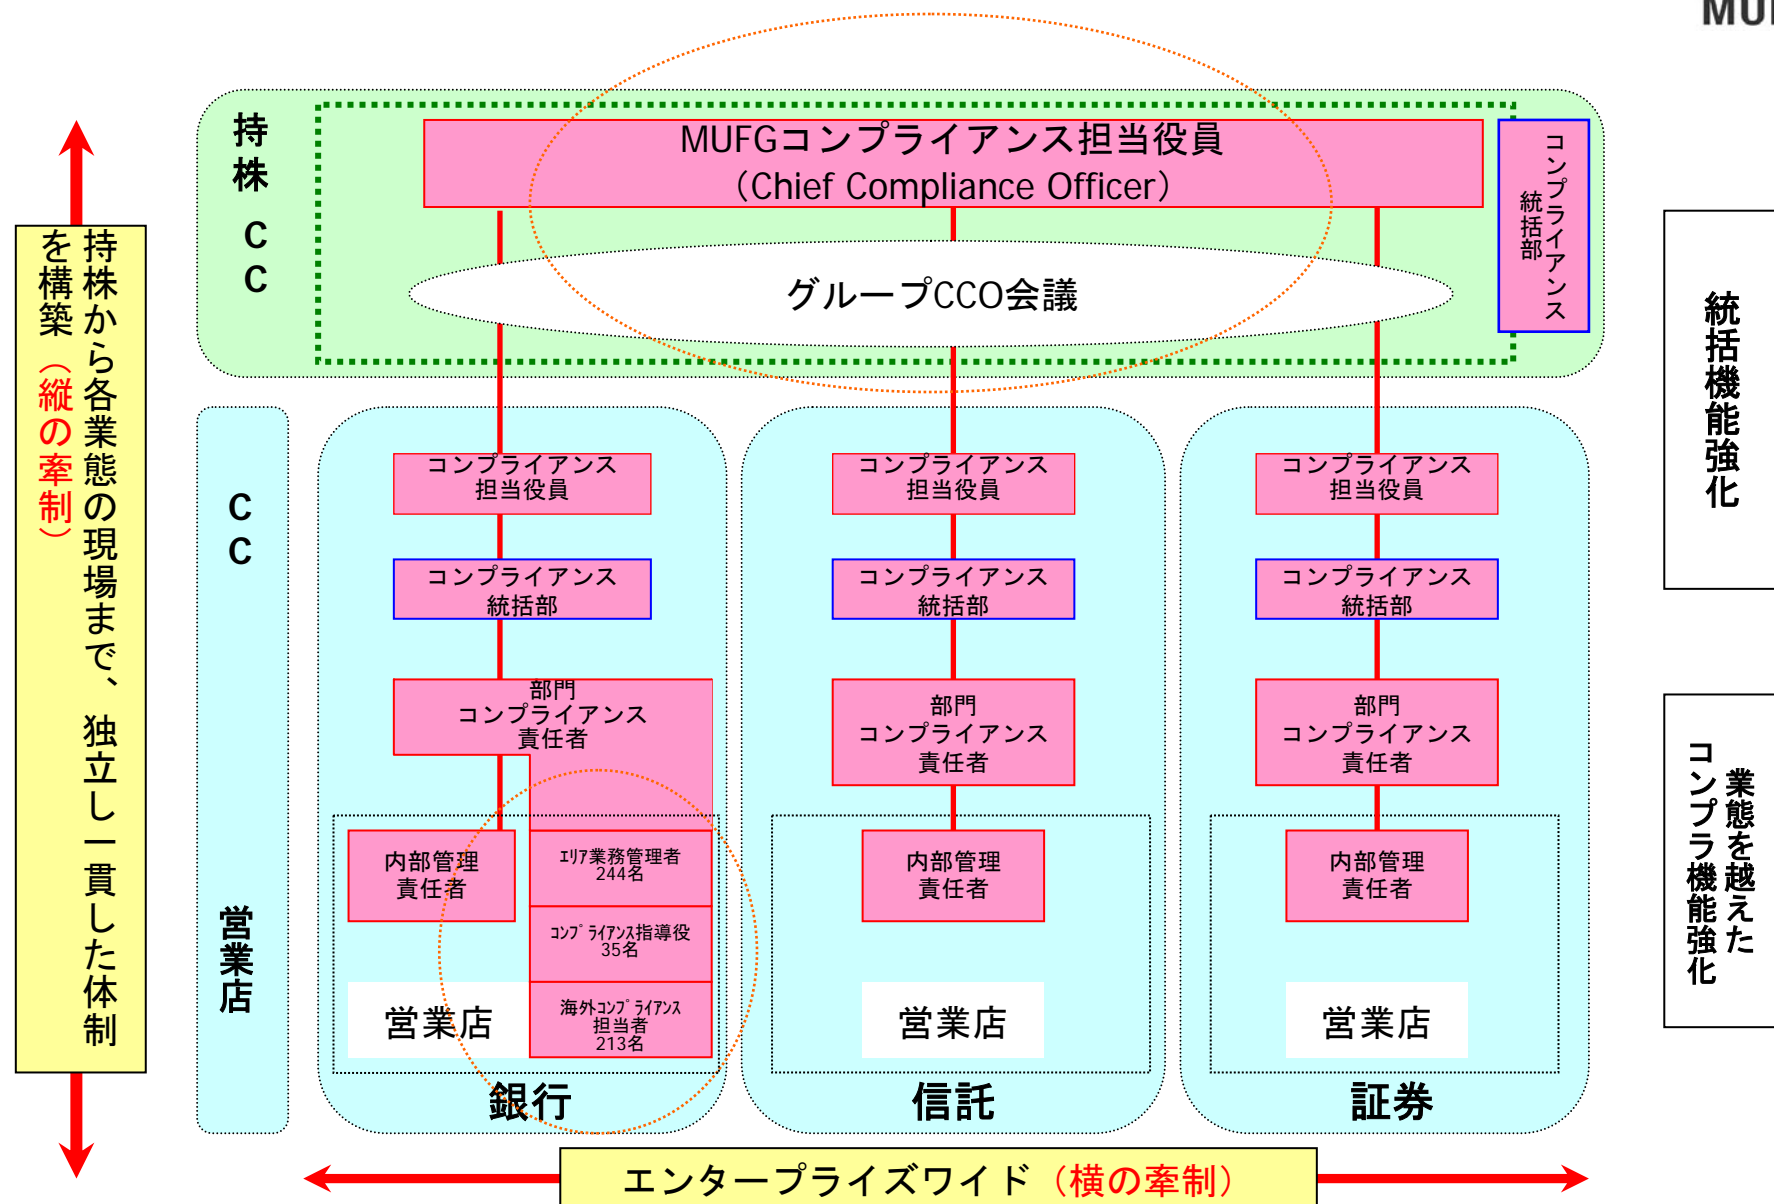 MUF
持株
CC
MUFGコンプライアンス担当役員
（Chief Compliance Officer）
コンプライアンス
統括部
グループCCO会議
持株から各業態の現場まで、独立し一貫した体制
を構築（縦の牽制）
統括機能強化
業態を越えた
コンプラ機能強化
CC
営業店
コンプライアンス
担当役員
コンプライアンス
統括部
部門
コンプライアンス
責任者
内部管理
責任者
ｴﾘｱ業務管理者
244名
ｺﾝﾌﾟﾗｲｱﾝｽ指導役
35名
海外ｺﾝﾌﾟﾗｲｱﾝｽ
担当者
213名
営業店
銀行
コンプライアンス
担当役員
コンプライアンス
統括部
部門
コンプライアンス
責任者
内部管理
責任者
営業店
信託
コンプライアンス
担当役員
コンプライアンス
統括部
部門
コンプライアンス
責任者
内部管理
責任者
営業店
証券
エンタープライズワイド（横の牽制）